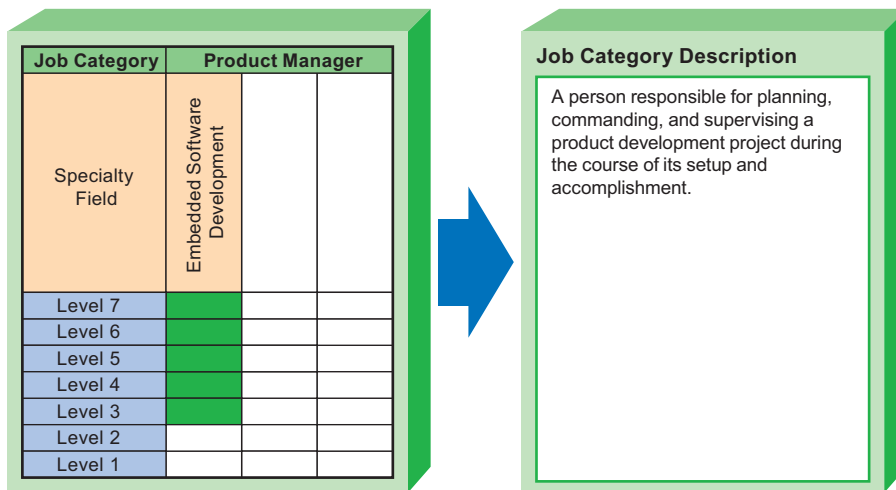 Job Category
Product Manager
Specialty
Field
Embedded Software
Development
Level 7
Level 6
Level 5
Level 4
Level 3
Level 2
Level 1
Job Category Description
A person responsible for planning,
commanding, and supervising a
product development project during
the course of its setup and
accomplishment.